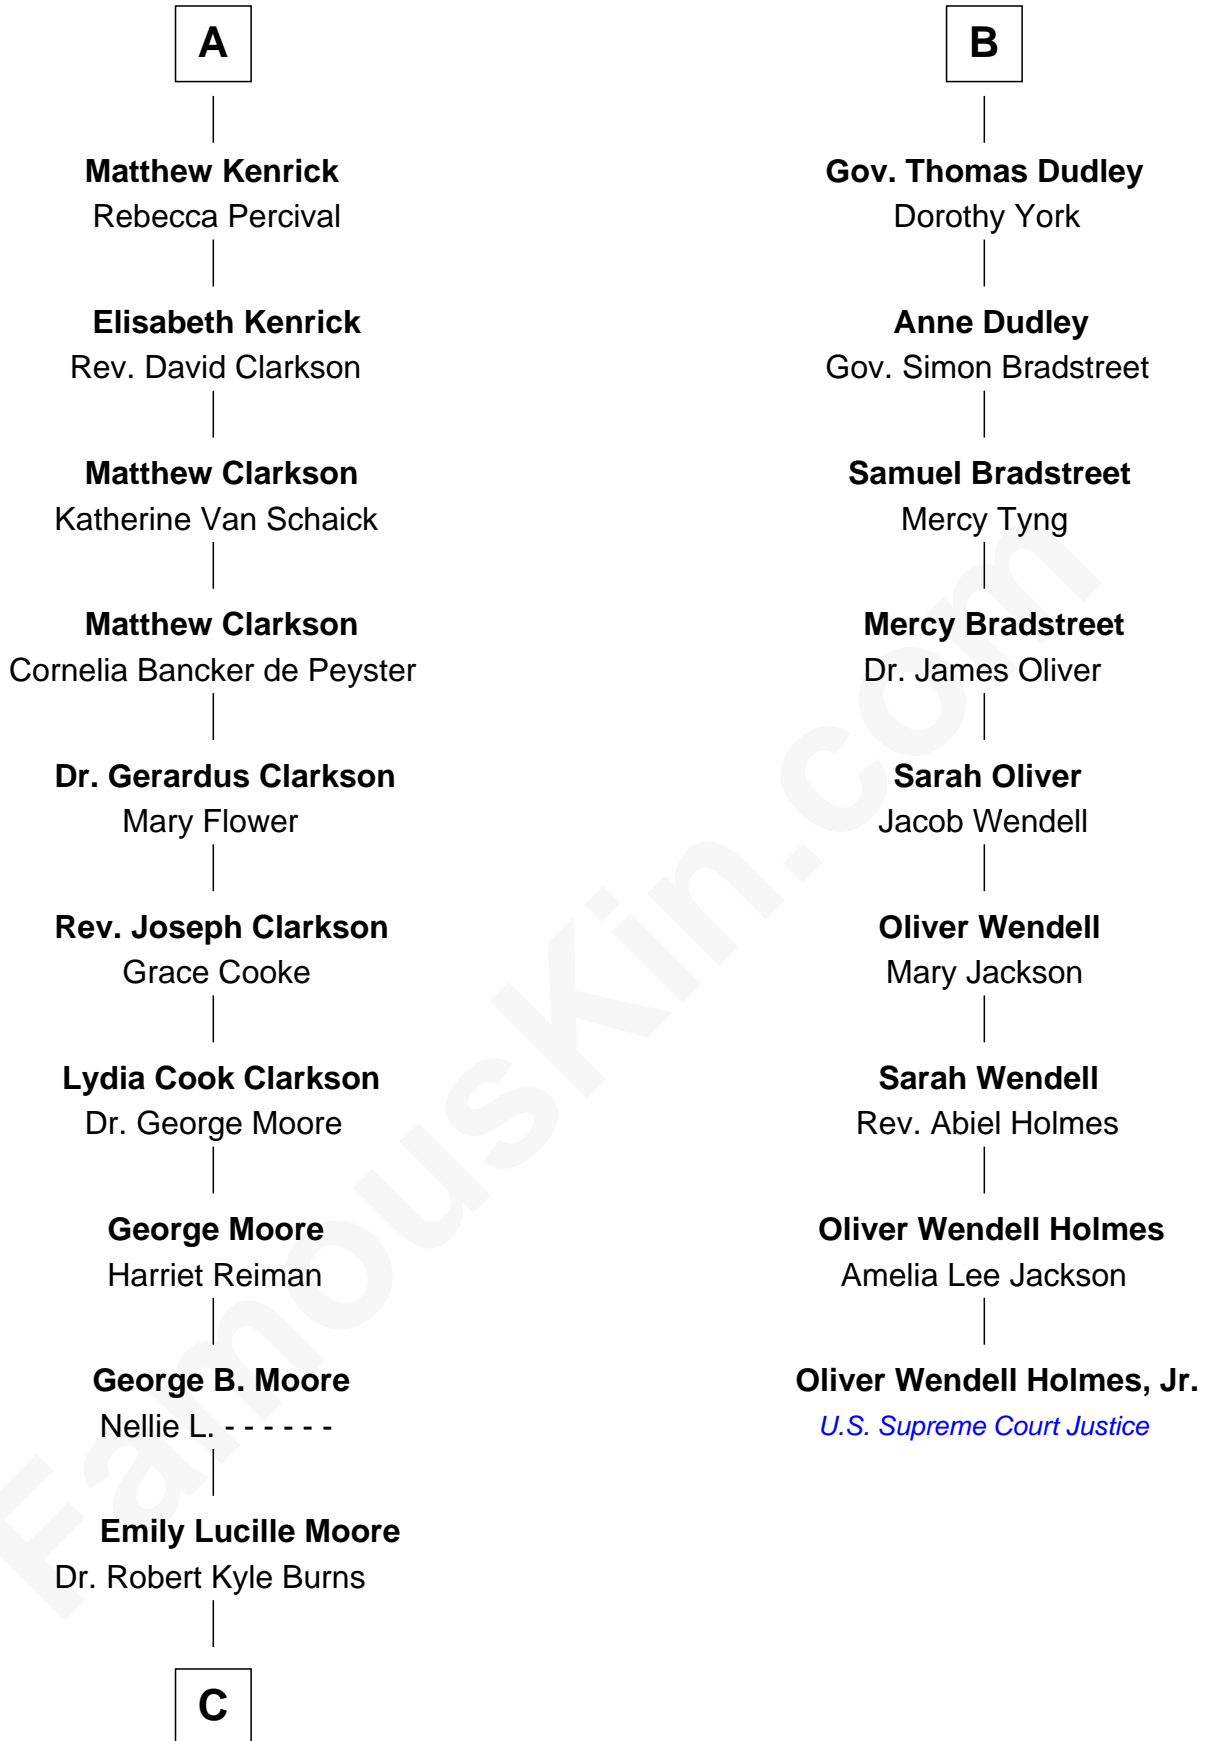 A
Matthew Kenrick
Rebecca Percival
Elisabeth Kenrick
Rev. David Clarkson
Matthew Clarkson
Katherine Van Schaick
Matthew Clarkson
Cornelia Bancker de Peyster
Dr. Gerardus Clarkson
Mary Flower
Rev. Joseph Clarkson
Grace Cooke
Lydia Cook Clarkson
Dr. George Moore
George Moore
Harriet Reiman
George B. Moore
Nellie L. - - - - - -
Emily Lucille Moore
Dr. Robert Kyle Burns
C
B
Gov. Thomas Dudley
Dorothy York
Anne Dudley
Gov. Simon Bradstreet
Samuel Bradstreet
Mercy Tyng
Mercy Bradstreet
Dr. James Oliver
Sarah Oliver
Jacob Wendell
Oliver Wendell
Mary Jackson
Sarah Wendell
Rev. Abiel Holmes
Oliver Wendell Holmes
Amelia Lee Jackson
Oliver Wendell Holmes, Jr.
U.S. Supreme Court Justice
FamousKin.com